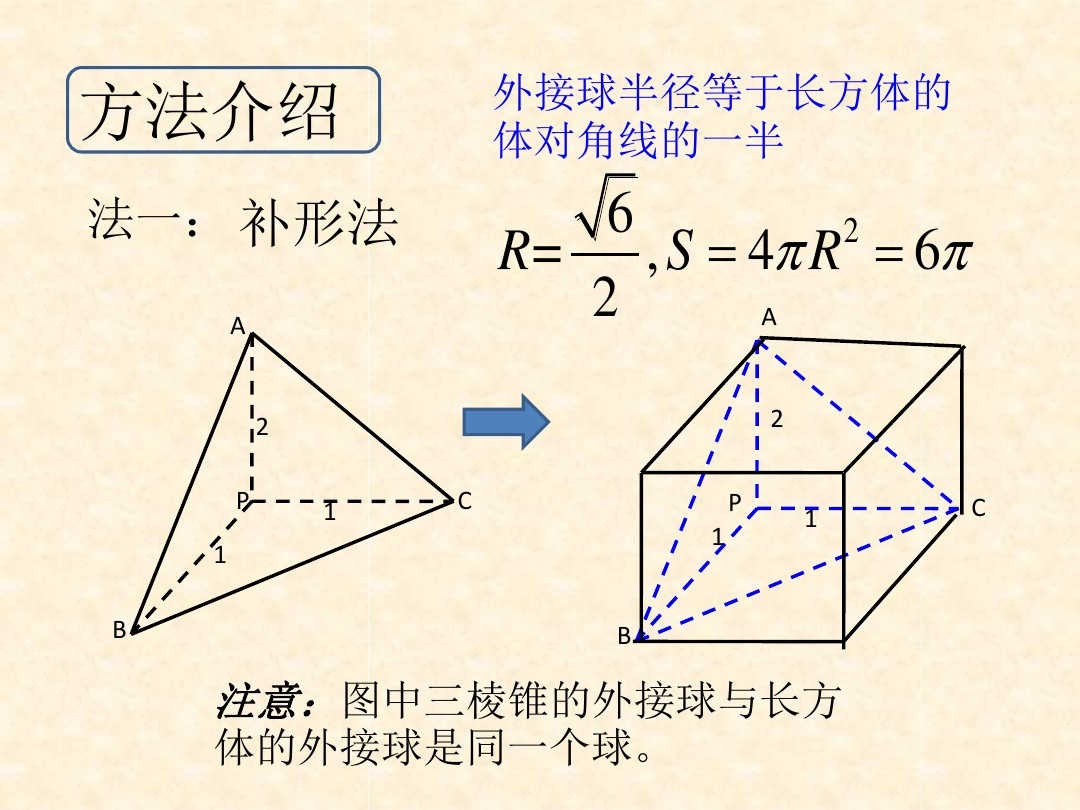 方法介绍
外接球半径等于长方体的
体对角线的一半
法一： 补形法
R=√6/2,S=4πR²=6π
A
2
P
1
C
1
B
A
2
P
1
C
1
B
注意：图中三棱锥的外接球与长方
体的外接球是同一个球。